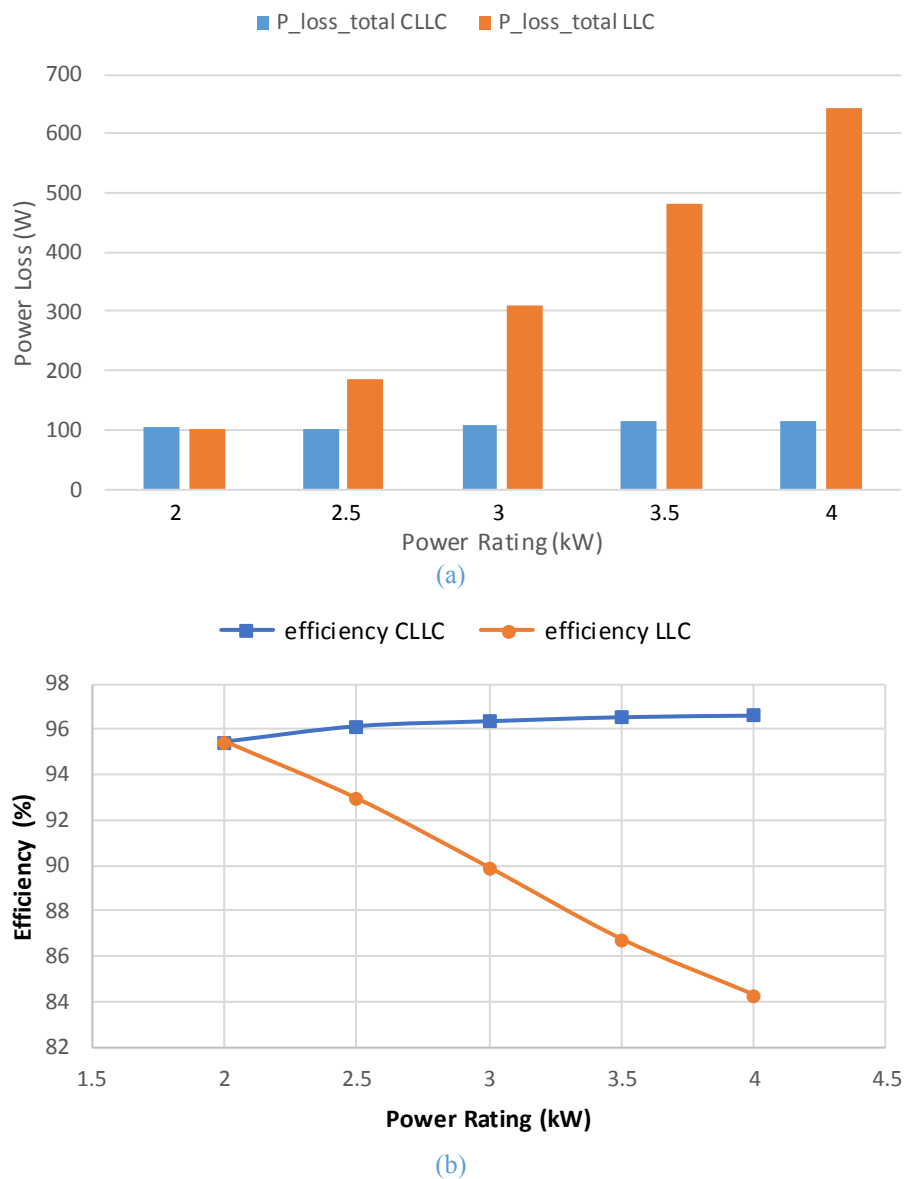 P_loss_total CLLC P_loss_total LLC
700
600
500
400
300
200
100
0
Power Loss (W)
2 2.5 3 3.5 4
Power Rating (kW)
(a)
efficiency CLLC efficiency LLC
98
96
94
92
90
88
86
84
82
Efficiency (%)
1.5 2 2.5 3 3.5 4 4.5
Power Rating (kW)
(b)